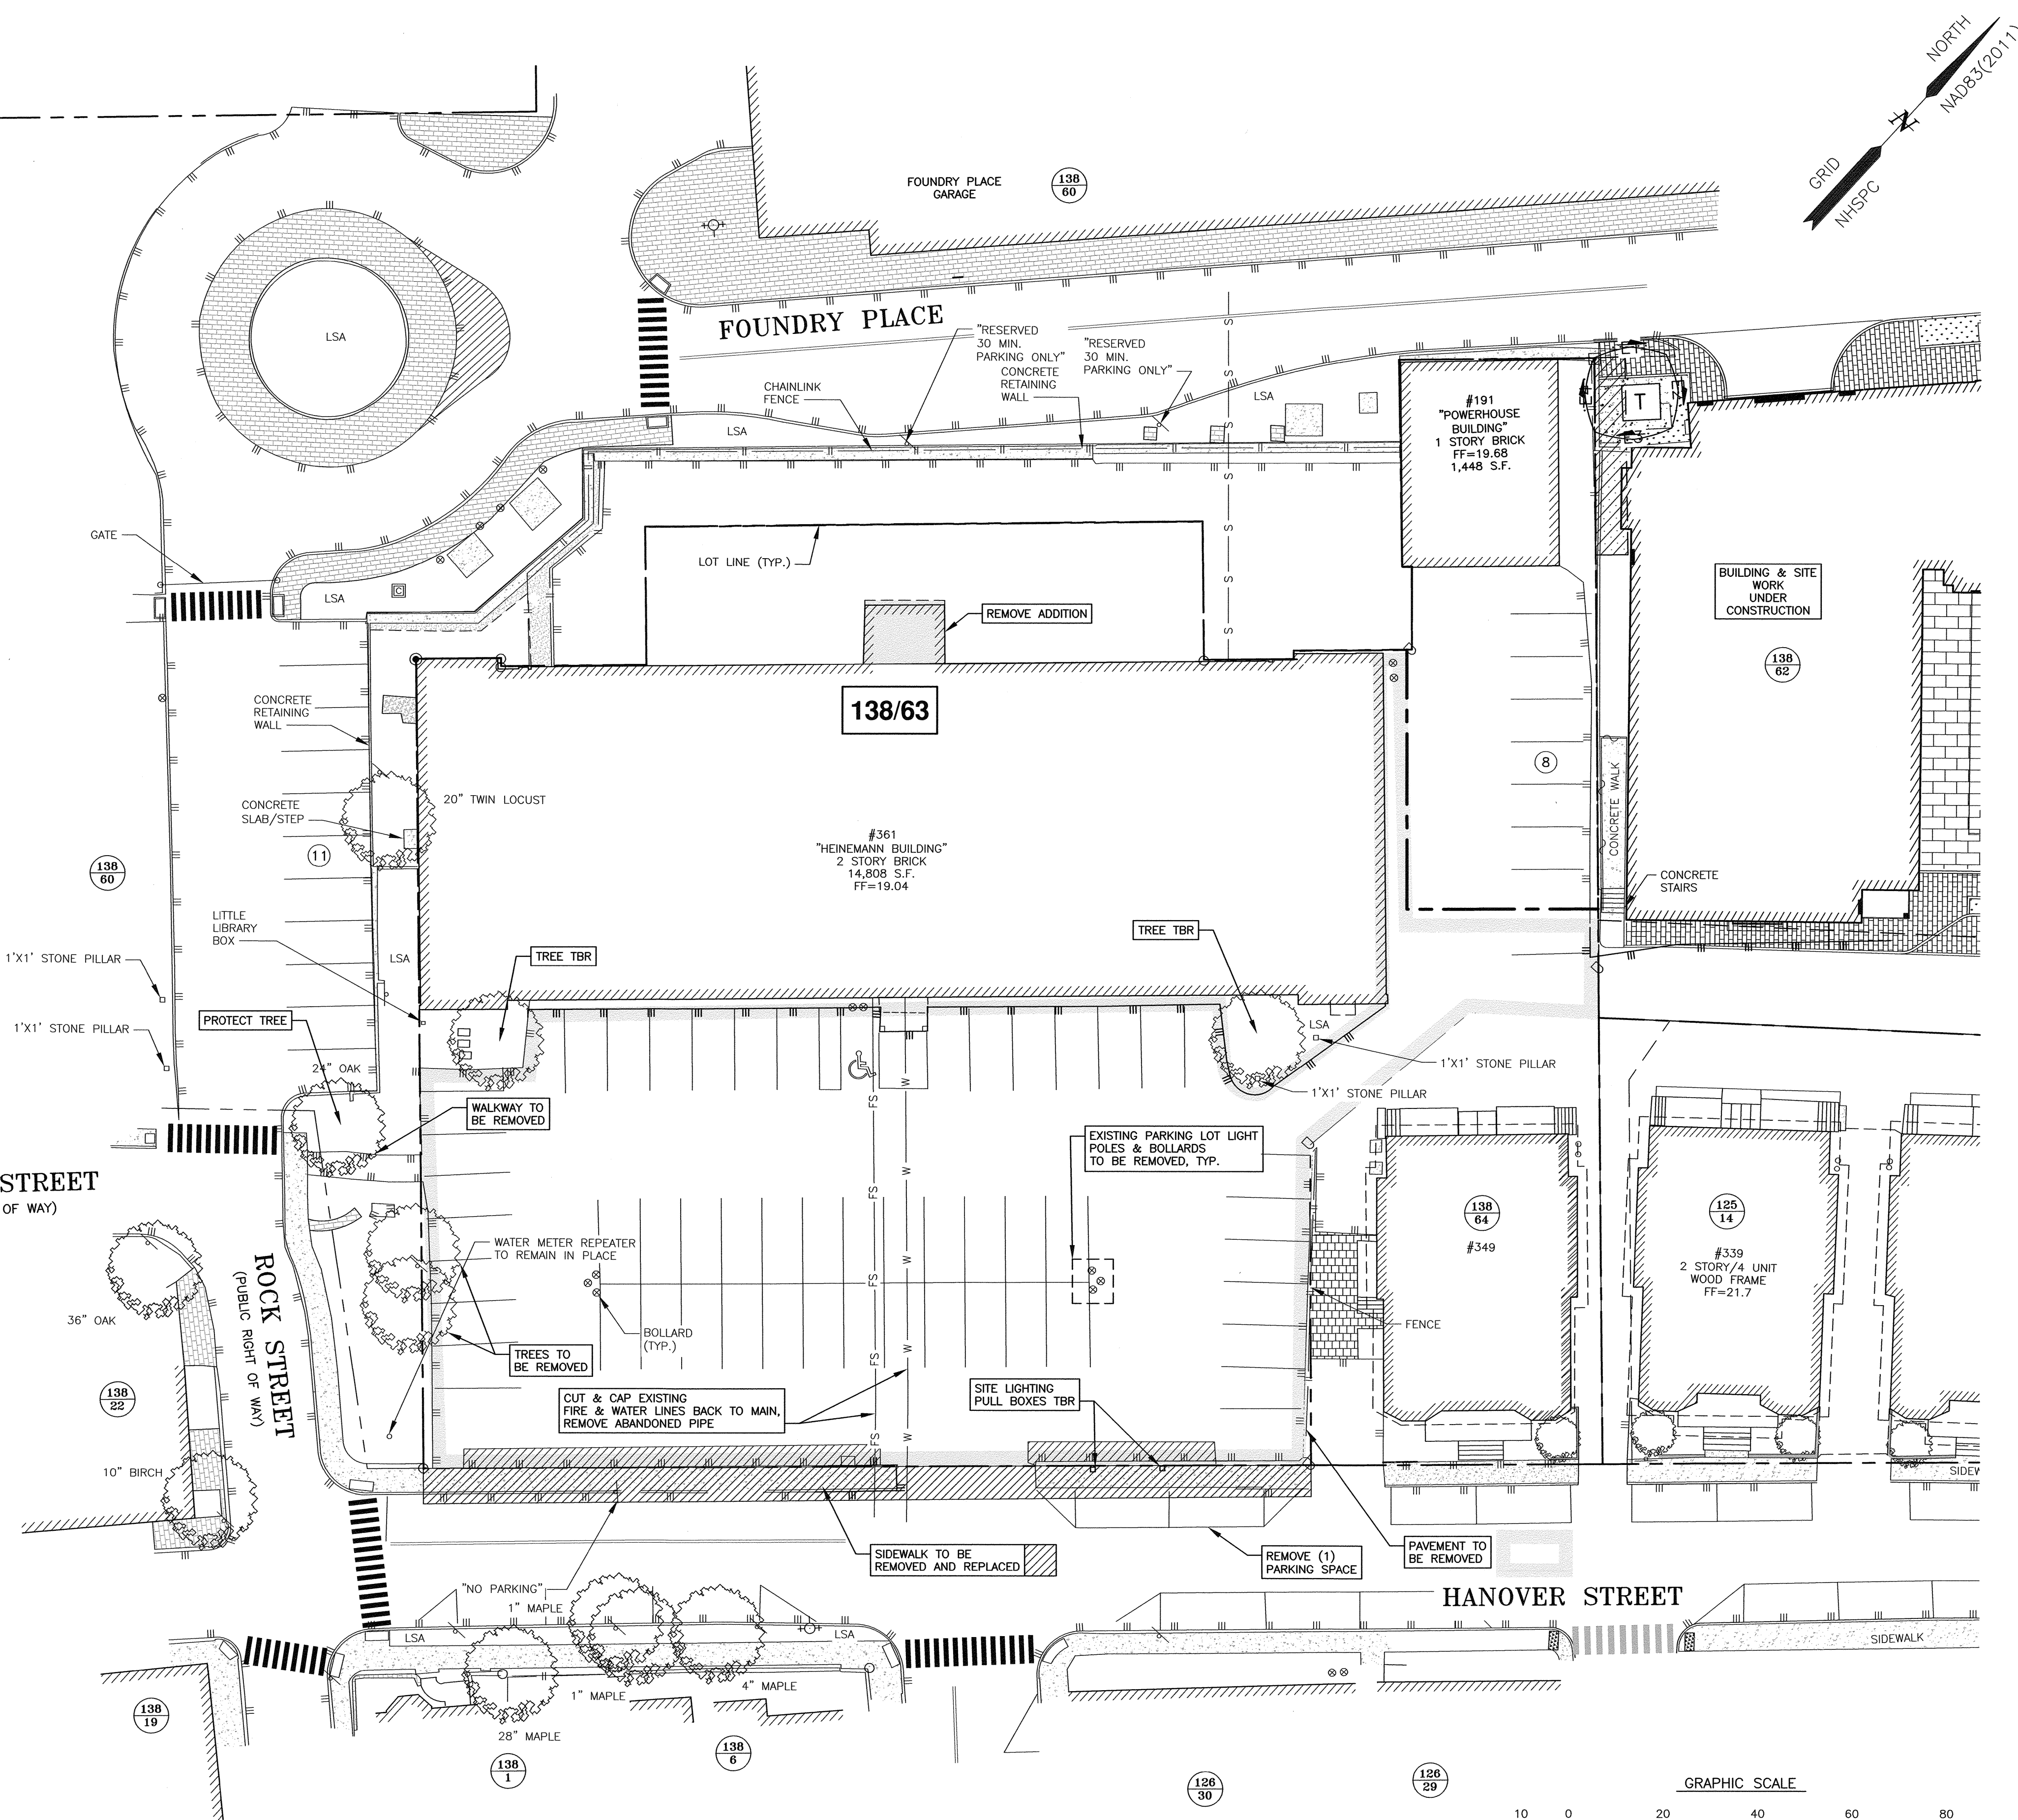 NORTH
NAD83(2011)
N
GRID
NHSPC
FOUNDRY PLACE
GARAGE
138
60
LSA
FOUNDRY PLACE
"RESERVED
30 MIN.
PARKING ONLY"
"RESERVED
30 MIN.
PARKING ONLY"
CONCRETE
RETAINING
WALL
CHAINLINK
FENCE
LSA
LSA
#191
"POWERHOUSE
BUILDING"
1 STORY BRICK
FF=19.68
1,448 S.F.
T
S
S
S
S
S
S
S
GATE
LSA
C
LOT LINE (TYP.)
REMOVE ADDITION
BUILDING & SITE
WORK
UNDER
CONSTRUCTION
138
62
CONCRETE
RETAINING
WALL
138/63
8
CONCRETE WALK
20" TWIN LOCUST
CONCRETE
SLAB/STEP
#361
"HEINEMANN BUILDING"
2 STORY BRICK
14,808 S.F.
FF=19.04
11
138
60
CONCRETE
STAIRS
LITTLE
LIBRARY
BOX
LSA
TREE TBR
TREE TBR
1'X1' STONE PILLAR
1'X1' STONE PILLAR
PROTECT TREE
LSA
1'X1' STONE PILLAR
1'X1' STONE PILLAR
24" OAK
WALKWAY TO
BE REMOVED
FS
W
W
EXISTING PARKING LOT LIGHT
POLES & BOLLARDS
TO BE REMOVED, TYP.
STREET
OF WAY)
FS
W
138
64
#349
125
14
#339
2 STORY/4 UNIT
WOOD FRAME
FF=21.7
WATER METER REPEATER
TO REMAIN IN PLACE
FS
W
ROCK STREET
(PUBLIC RIGHT OF WAY)
36" OAK
BOLLARD
(TYP.)
FENCE
TREES TO
BE REMOVED
FS
W
138
22
CUT & CAP EXISTING
FIRE & WATER LINES BACK TO MAIN,
REMOVE ABANDONED PIPE
SITE LIGHTING
PULL BOXES TBR
FS
W
10" BIRCH
SIDEW
SIDEWALK TO BE
REMOVED AND REPLACED
REMOVE (1)
PARKING SPACE
PAVEMENT TO
BE REMOVED
HANOVER STREET
"NO PARKING"
1" MAPLE
LSA
LSA
SIDEWALK
1" MAPLE
4" MAPLE
28" MAPLE
138
19
138
1
138
6
126
30
126
29
GRAPHIC SCALE
10 0 20 40 60 80